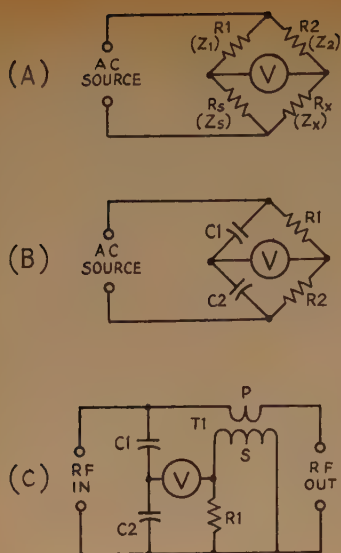 (A)
AC
SOURCE
R1
(Z1)
R2
(Z2)
V
RS
(ZS)
RX
(ZX)
(B)
AC
SOURCE
C1
R1
V
C2
R2
(C)
RF
IN
C1
C2
V
T1
P
S
R1
RF
OUT